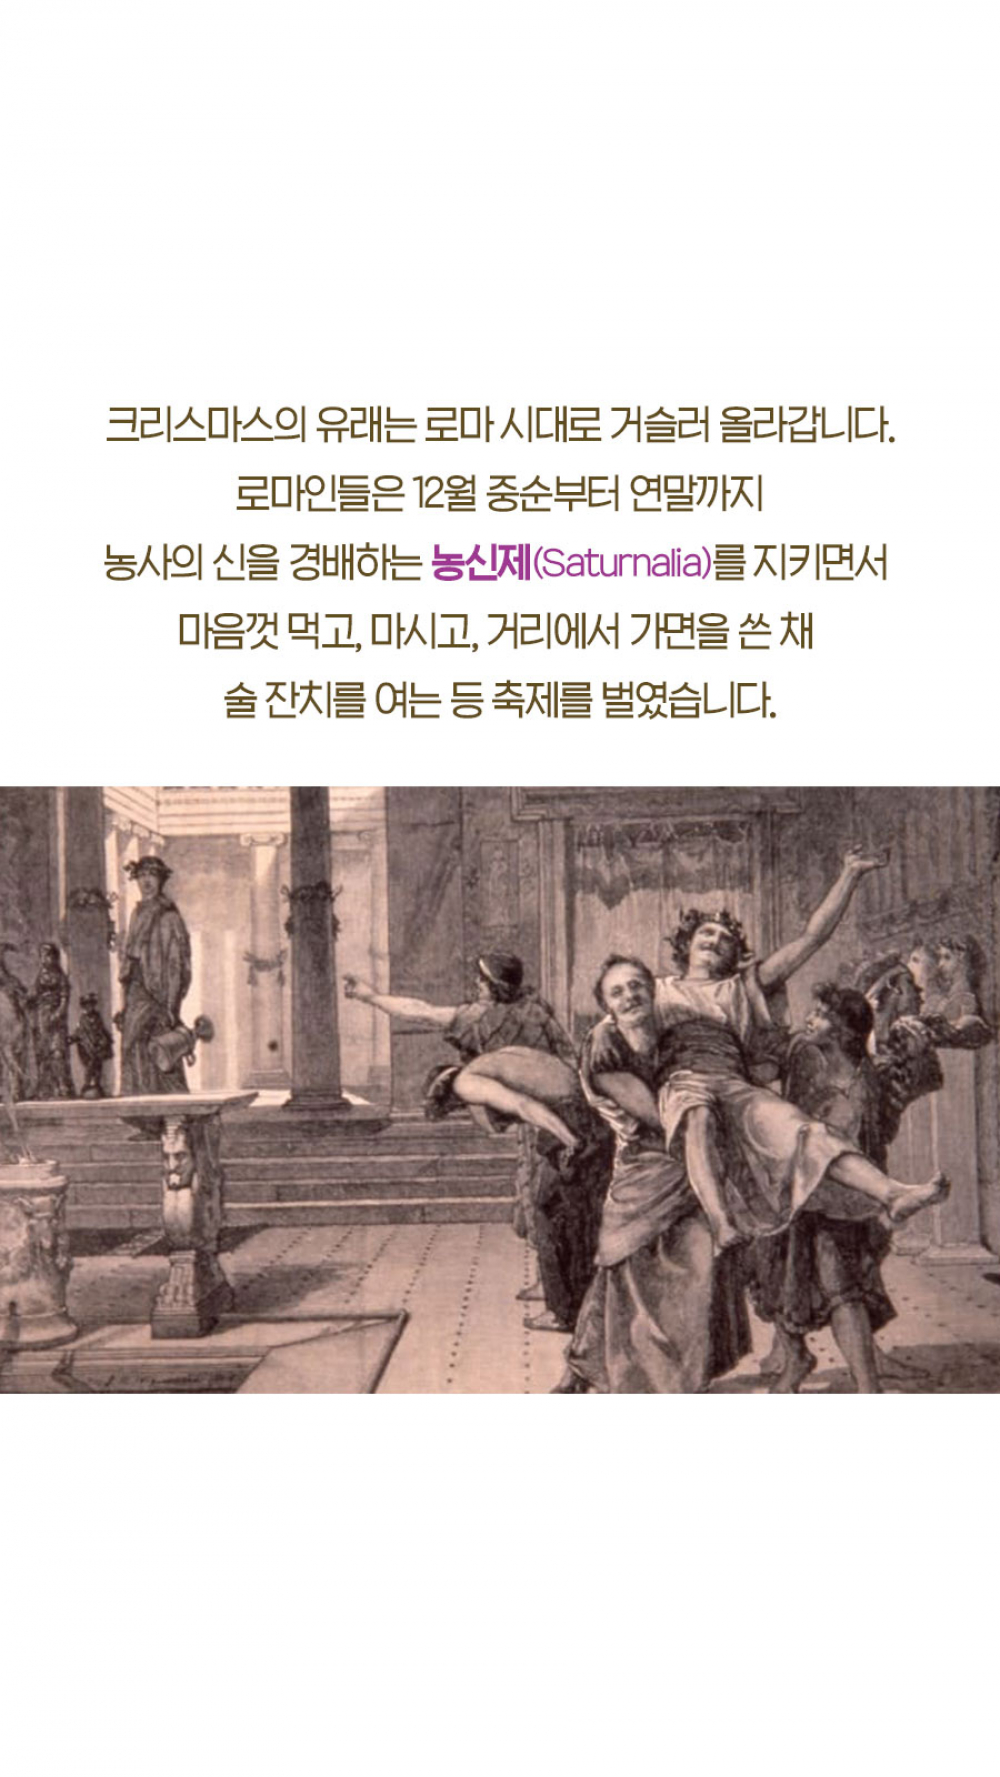 크리스마스의 유래는 로마 시대로 거슬러 올라갑니다.
로마인들은 12월 중순부터 연말까지
농사의 신을 경배하는 농신제(Saturnalia)를 지키면서
마음껏 먹고, 마시고, 거리에서 가면을 쓴 채
술 잔치를 여는 등 축제를 벌였습니다.